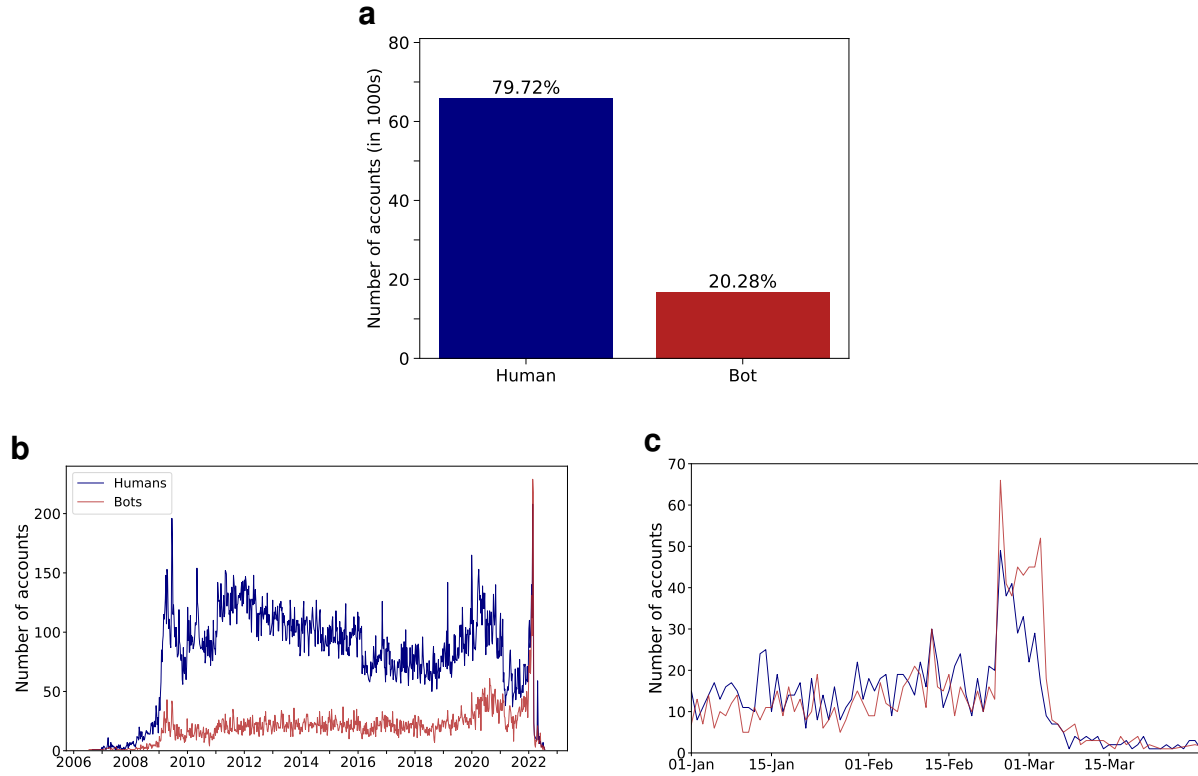 a
Number of accounts (in 1000s)
80
60
40
20
0
79.72%
20.28%
Human
Bot
b
Number of accounts
200
150
100
50
0
Humans
Bots
2006 2008 2010 2012 2014 2016 2018 2020 2022
c
Number of accounts
70
60
50
40
30
20
10
0
01-Jan 15-Jan 01-Feb 15-Feb 01-Mar 15-Mar